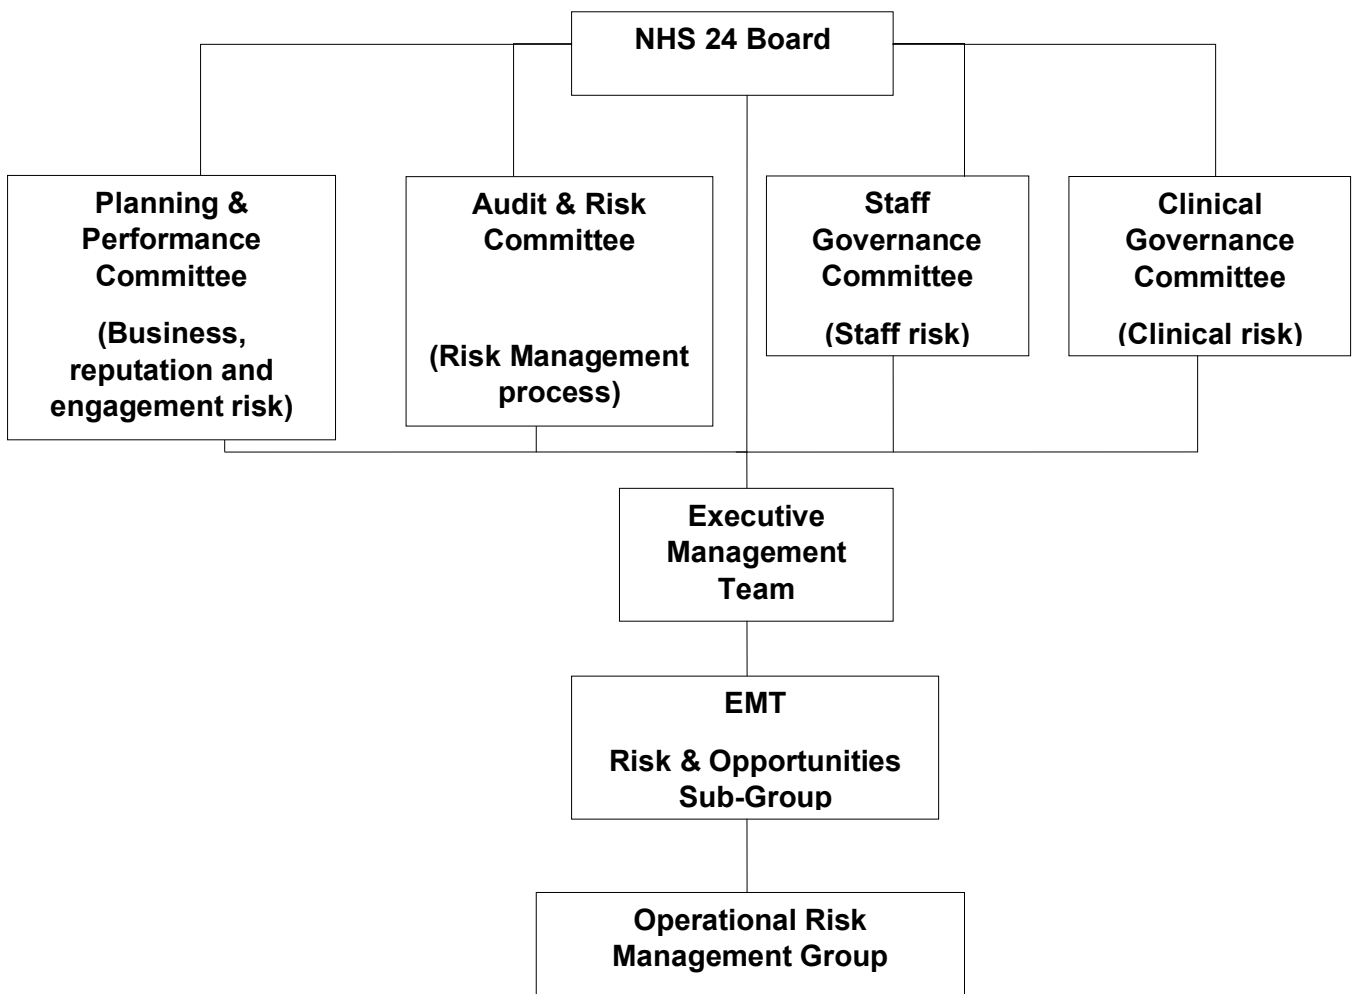 NHS 24 Board
Planning &
Performance
Committee
(Business,
reputation and
engagement risk)
Audit & Risk
Committee
(Risk Management
process)
Staff
Governance
Committee
(Staff risk)
Clinical
Governance
Committee
(Clinical risk)
Executive
Management
Team
EMT
Risk & Opportunities
Sub-Group
Operational Risk
Management Group